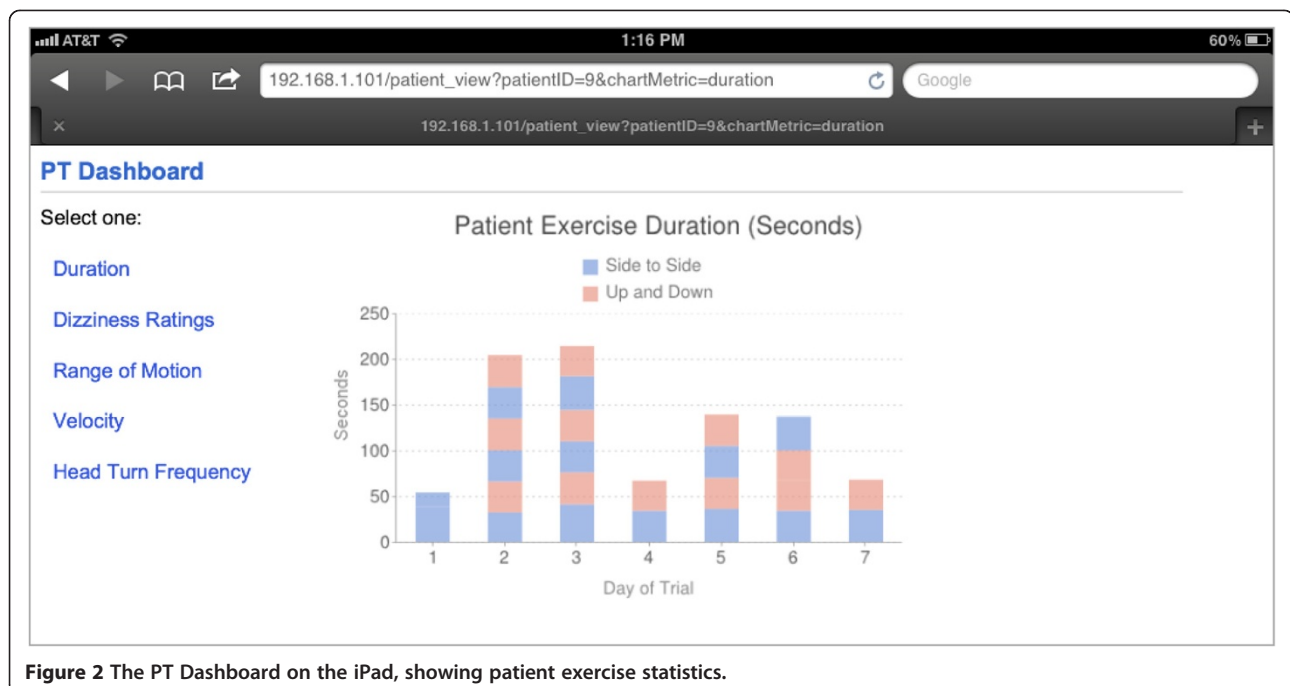 AT&T
1:16 PM
60%
192.168.1.101/patient_view?patientID=9&chartMetric=duration
Google
192.168.1.101/patient_view?patientID=9&chartMetric=duration
PT Dashboard
Select one:
Duration
Dizziness Ratings
Range of Motion
Velocity
Head Turn Frequency
Patient Exercise Duration (Seconds)
Side to Side
Up and Down
Seconds
250
200
150
100
50
0
1 2 3 4 5 6 7
Day of Trial
Figure 2 The PT Dashboard on the iPad, showing patient exercise statistics.